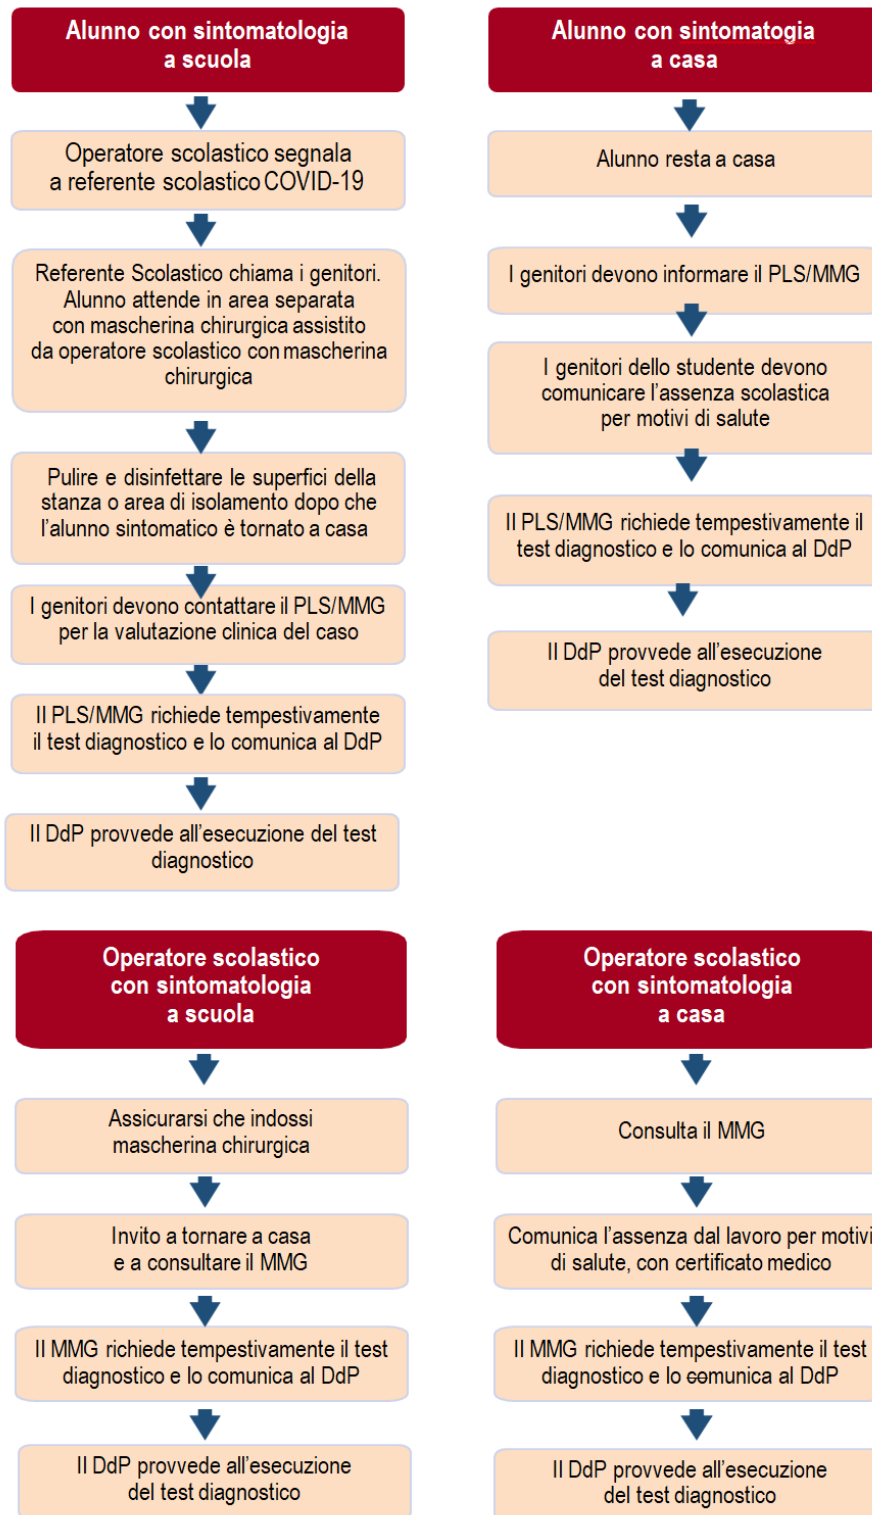 Alunno con sintomatologia
a scuola
Operatore scolastico segnala
a referente scolastico COVID-19
Referente Scolastico chiama i genitori.
Alunno attende in area separata
con mascherina chirurgica assistito
da operatore scolastico con mascherina
chirurgica
Pulire e disinfettare le superfici della
stanza o area di isolamento dopo che
l'alunno sintomatico è tornato a casa
I genitori devono contattare il PLS/MMG
per la valutazione clinica del caso
Il PLS/MMG richiede tempestivamente
il test diagnostico e lo comunica al DdP
Il DdP provvede all'esecuzione del test
diagnostico
Alunno con sintomatogia
a casa
Alunno resta a casa
I genitori devono informare il PLS/MMG
I genitori dello studente devono
comunicare l'assenza scolastica
per motivi di salute
Il PLS/MMG richiede tempestivamente il
test diagnostico e lo comunica al DdP
Il DdP provvede all'esecuzione
del test diagnostico
Operatore scolastico
con sintomatologia
a scuola
Assicurarsi che indossi
mascherina chirurgica
Invito a tornare a casa
e a consultare il MMG
Il MMG richiede tempestivamente il test
diagnostico e lo comunica al DdP
Il DdP provvede all'esecuzione
del test diagnostico
Operatore scolastico
con sintomatologia
a casa
Consulta il MMG
Comunica l'assenza dal lavoro per motivi
di salute, con certificato medico
Il MMG richiede tempestivamente il test
diagnostico e lo comunica al DdP
Il DdP provvede all'esecuzione
del test diagnostico